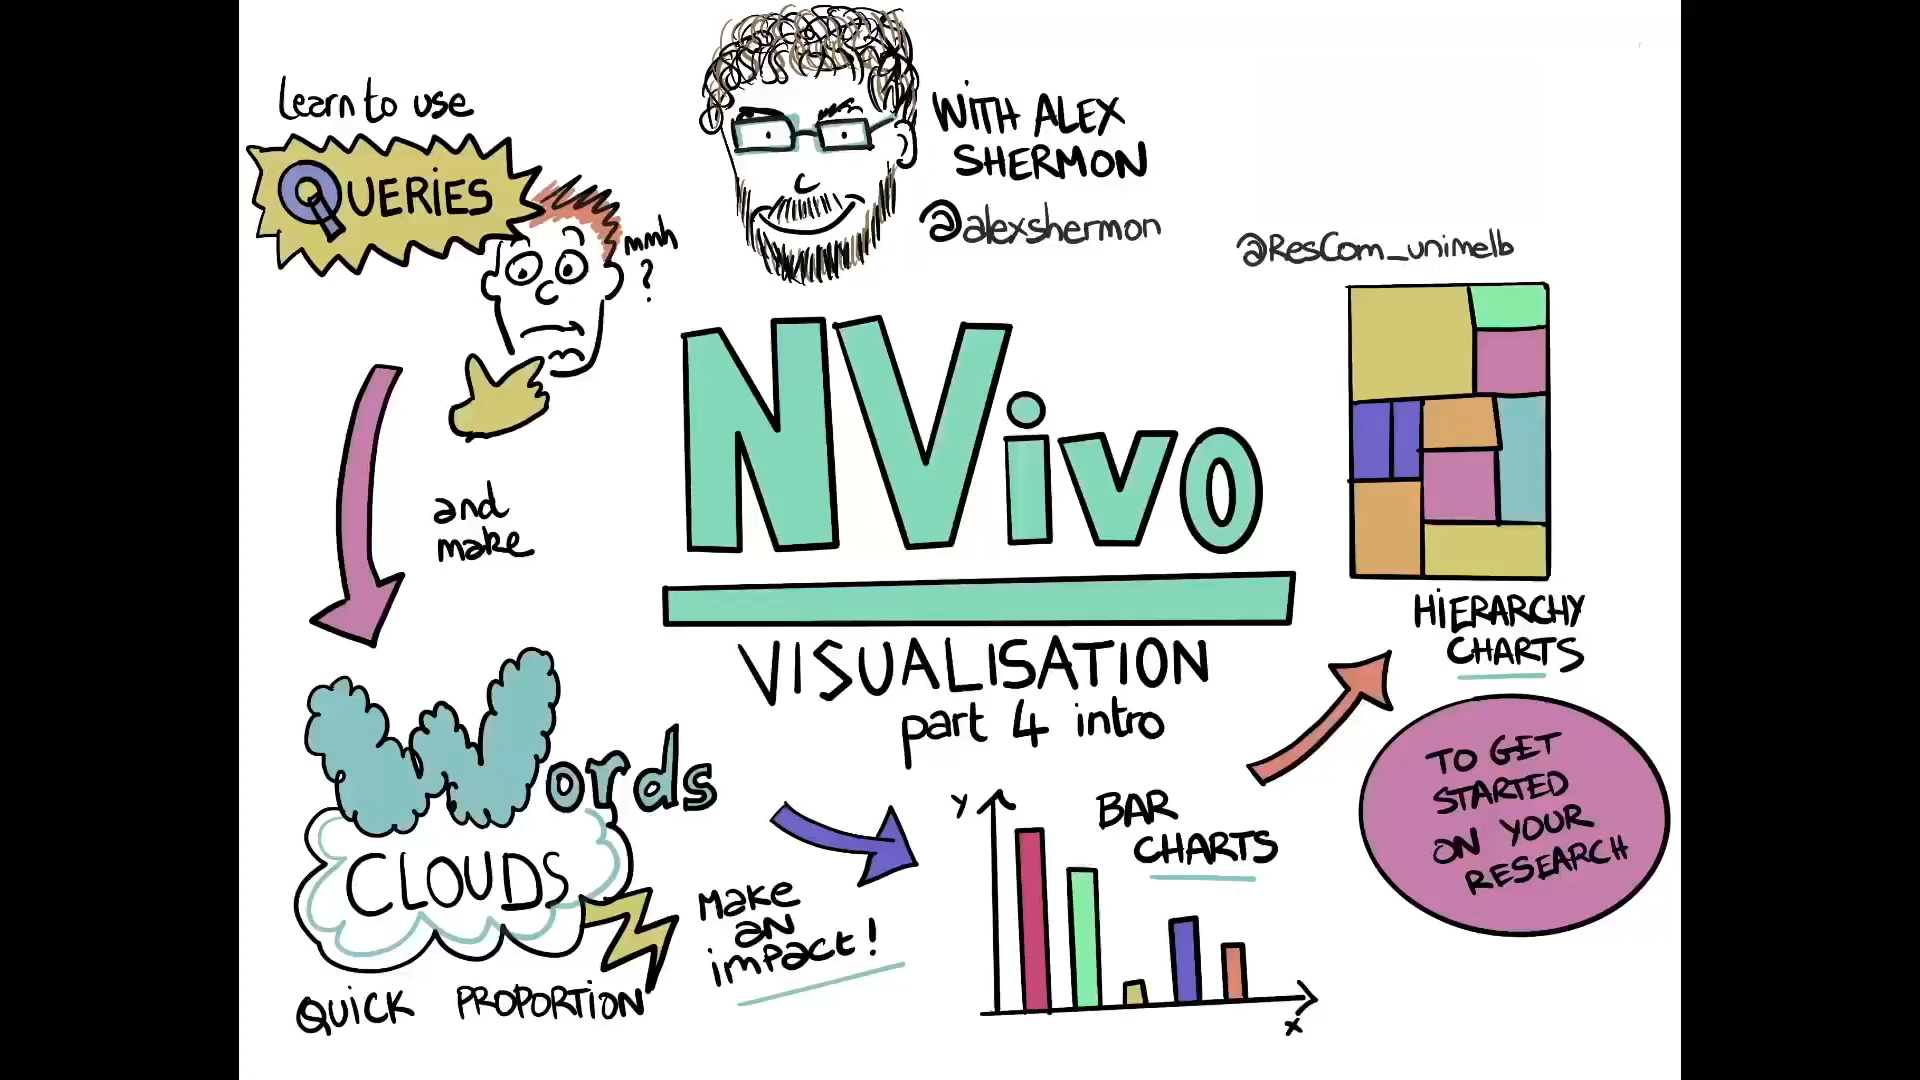 Learn to use
QUERiES
mmh
?
WiTH ALEX
SHERMON
@alexshermon
@ResCom_unimelb
and
make
NVivo
VISUALISATION
part 4 intro
HiERARCHY
CHARTS
Words
CLOUDS
QUICK PROPORTiON
Make
an
impact!
Y
BAR
CHARTS
x
TO GET
STARTED
ON YOUR
RESEARCH